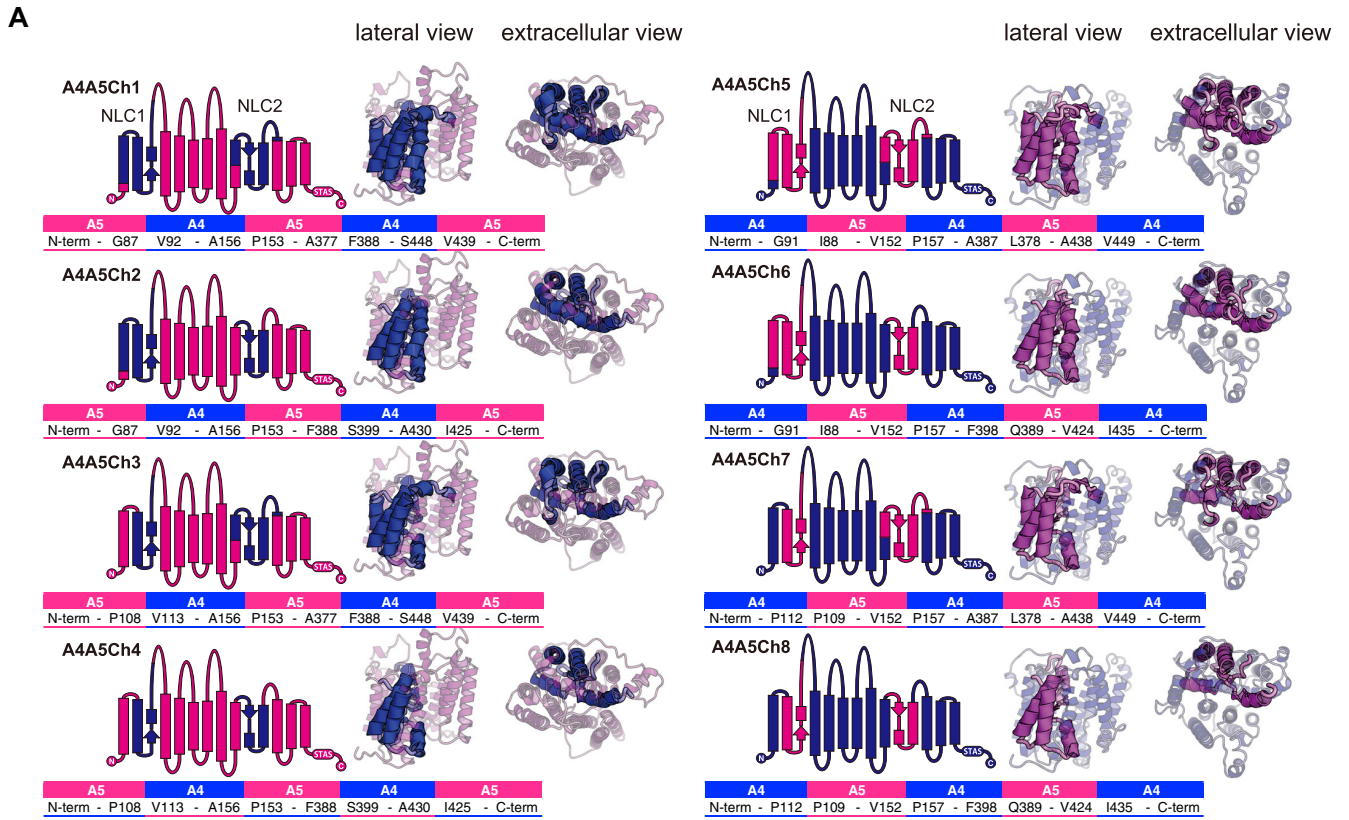 A
lateral view extracellular view
A4A5Ch1
NLC1 NLC2
N STAS C
A5 A4 A5 A4 A5
N-term - G87 V92 - A156 P153 - A377 F388 - S448 V439 - C-term
A4A5Ch2
N STAS C
A5 A4 A5 A4 A5
N-term - G87 V92 - A156 P153 - F388 S399 - A430 I425 - C-term
A4A5Ch3
N STAS C
A5 A4 A5 A4 A5
N-term - P108 V113 - A156 P153 - A377 F388 - S448 V439 - C-term
A4A5Ch4
N STAS C
A5 A4 A5 A4 A5
N-term - P108 V113 - A156 P153 - F388 S399 - A430 I425 - C-term
lateral view extracellular view
A4A5Ch5
NLC1 NLC2
N STAS C
A4 A5 A4 A5 A4
N-term - G91 I88 - V152 P157 - A387 L378 - A438 V449 - C-term
A4A5Ch6
N STAS C
A4 A5 A4 A5 A4
N-term - G91 I88 - V152 P157 - F398 Q389 - V424 I435 - C-term
A4A5Ch7
N STAS C
A4 A5 A4 A5 A4
N-term - P112 P109 - V152 P157 - A387 L378 - A438 V449 - C-term
A4A5Ch8
N STAS C
A4 A5 A4 A5 A4
N-term - P112 P109 - V152 P157 - F398 Q389 - V424 I435 - C-term